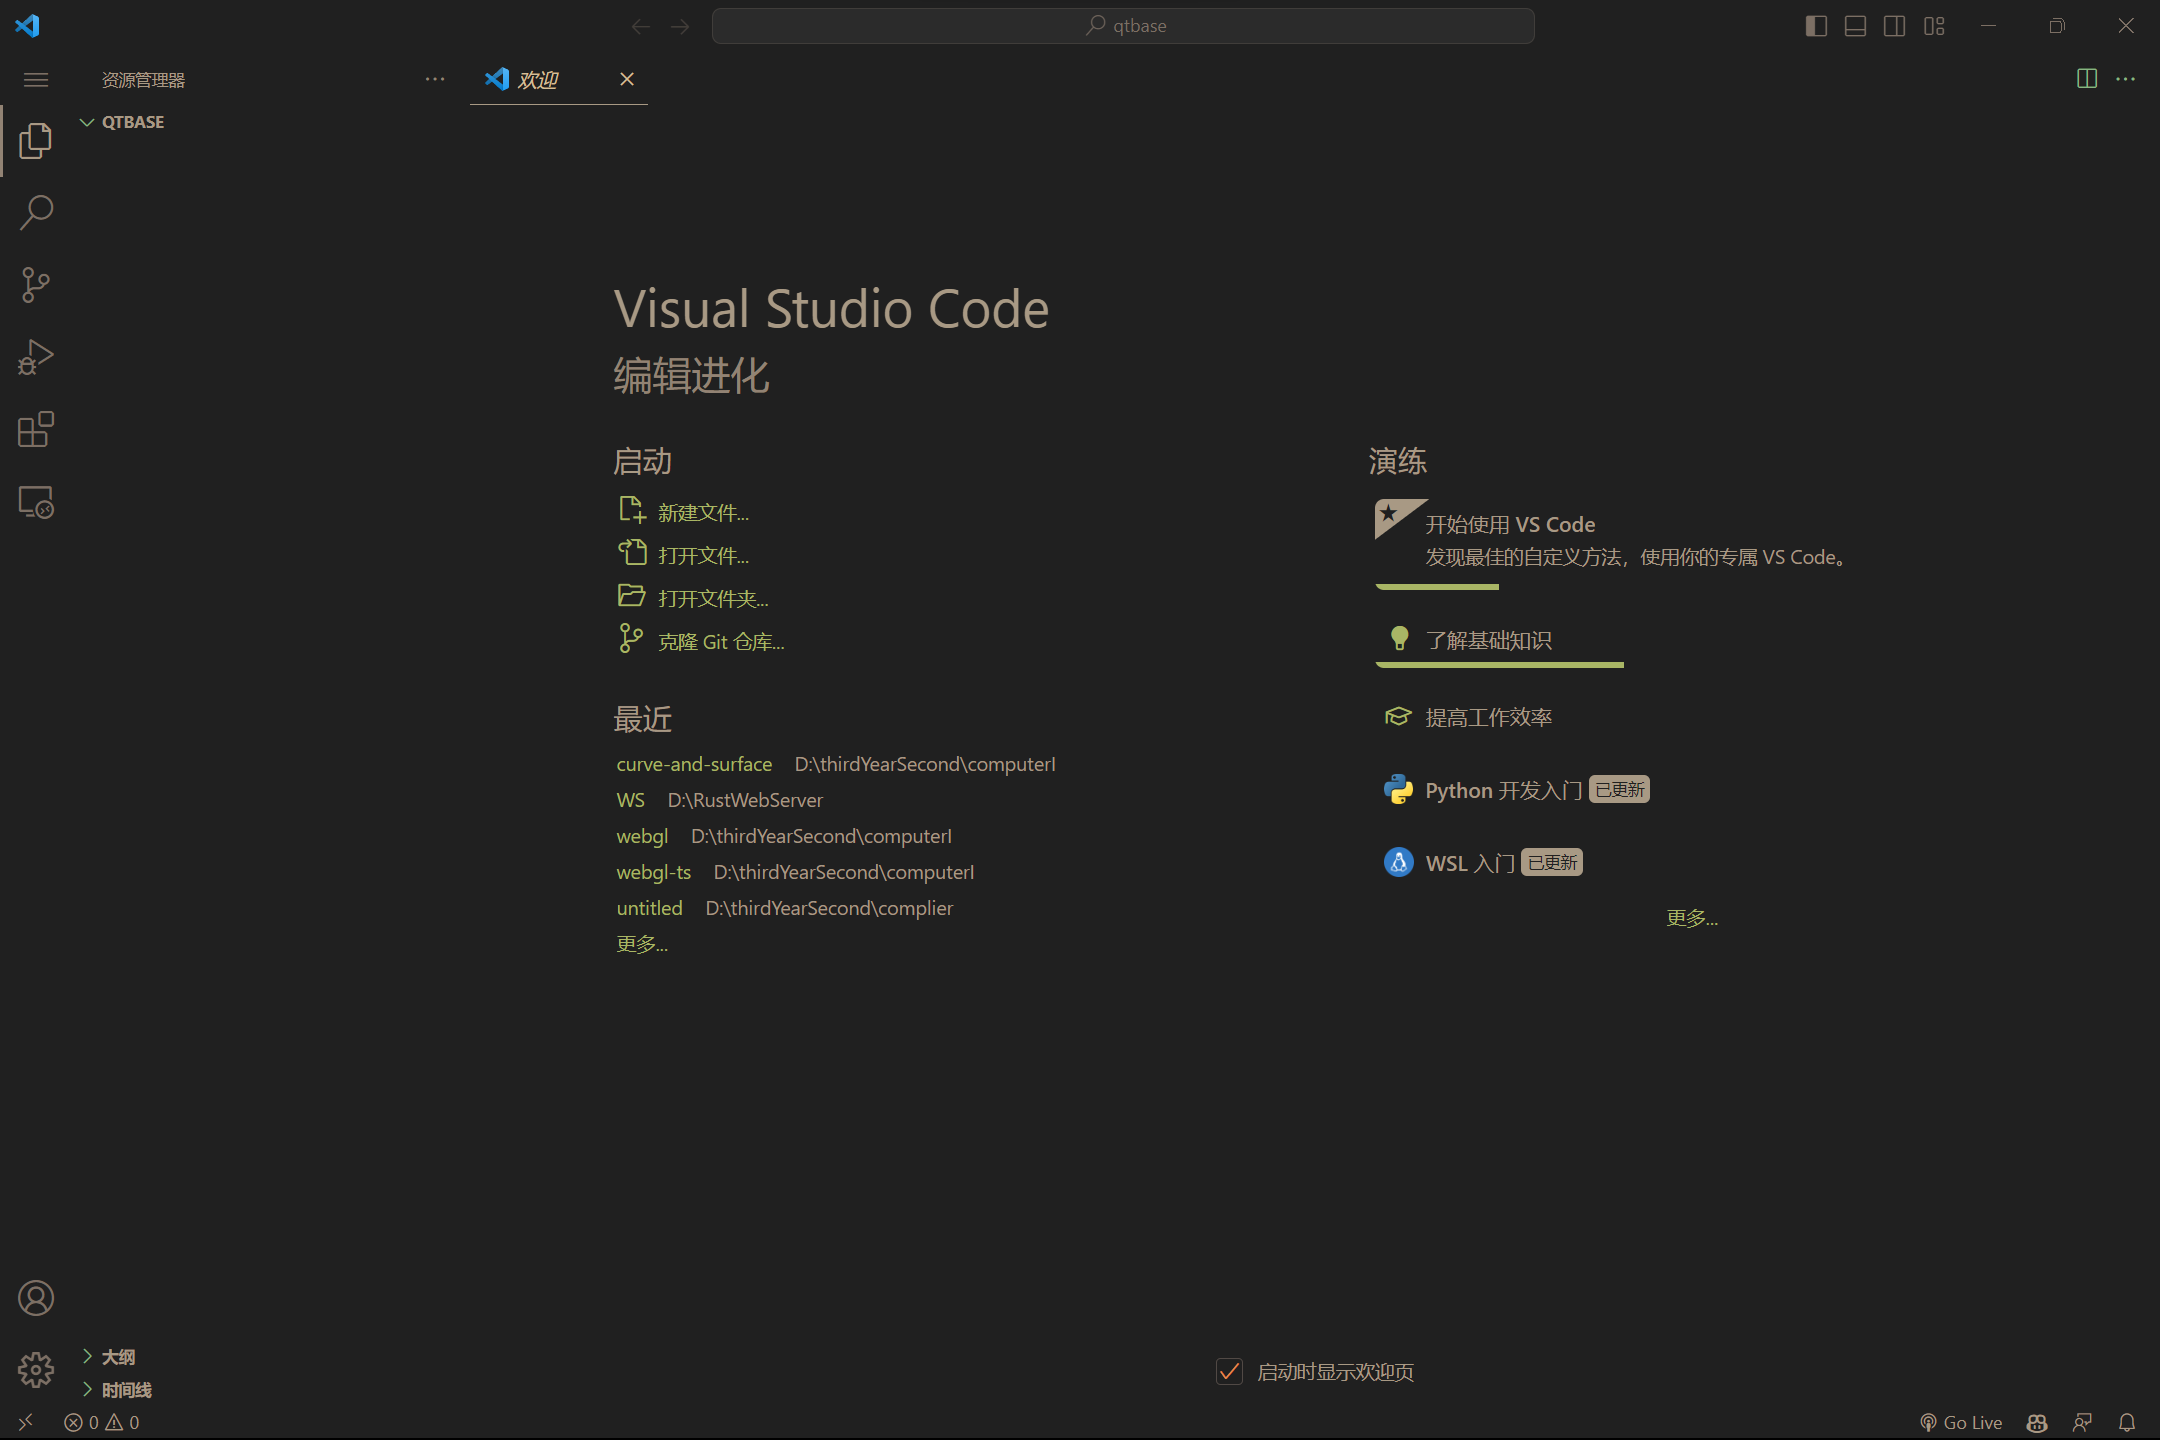 qtbase
资源管理器
欢迎
QTBASE
Visual Studio Code
编辑进化
启动
新建文件...
打开文件...
打开文件夹...
克隆 Git 仓库...
最近
curve-and-surface D:\thirdYearSecond\computerI
WS D:\RustWebServer
webgl D:\thirdYearSecond\computerI
webgl-ts D:\thirdYearSecond\computerI
untitled D:\thirdYearSecond\complier
更多...
演练
开始使用 VS Code
发现最佳的自定义方法，使用你的专属 VS Code。
了解基础知识
提高工作效率
Python 开发入门 已更新
WSL 入门 已更新
更多...
大纲
时间线
启动时显示欢迎页
0 0
Go Live